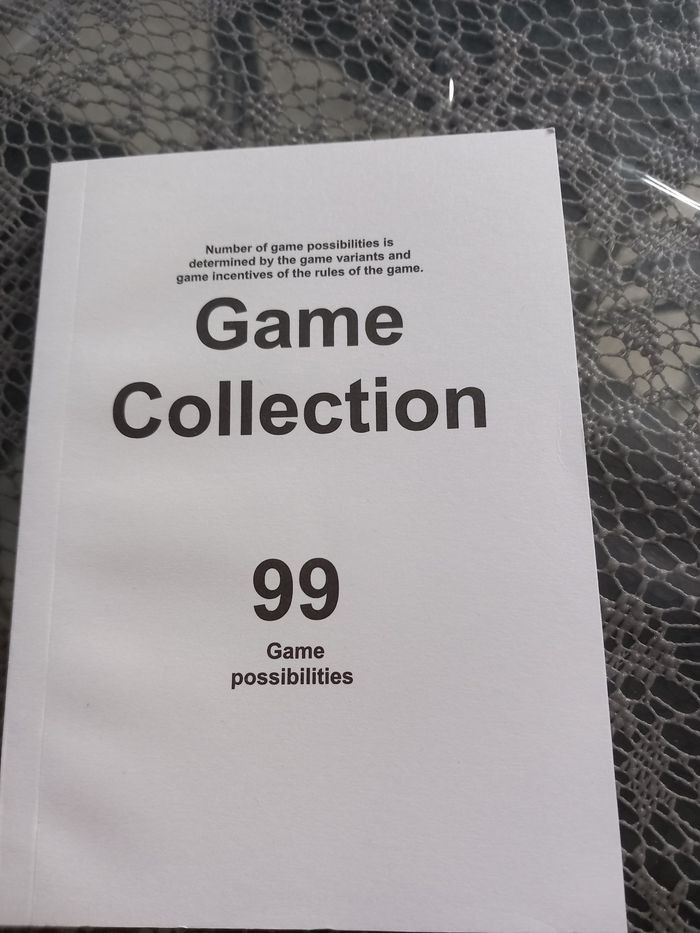 Number of game possibilities is
determined by the game variants and
game incentives of the rules of the game.
Game
Collection
99
Game
possibilities